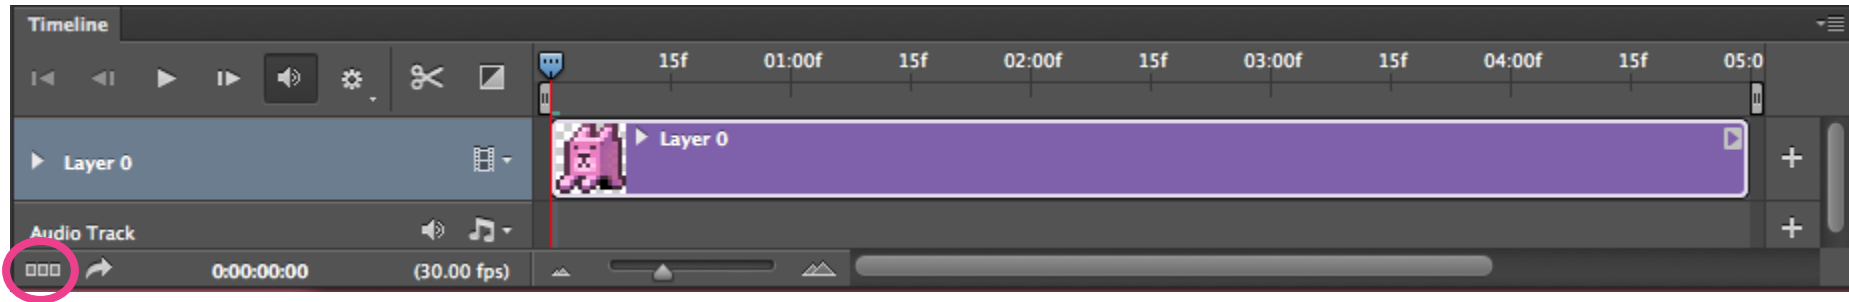 Timeline
15f 01:00f 15f 02:00f 15f 03:00f 15f 04:00f 15f 05:0
Layer 0 Layer 0
Audio Track
0:00:00:00 (30.00 fps)